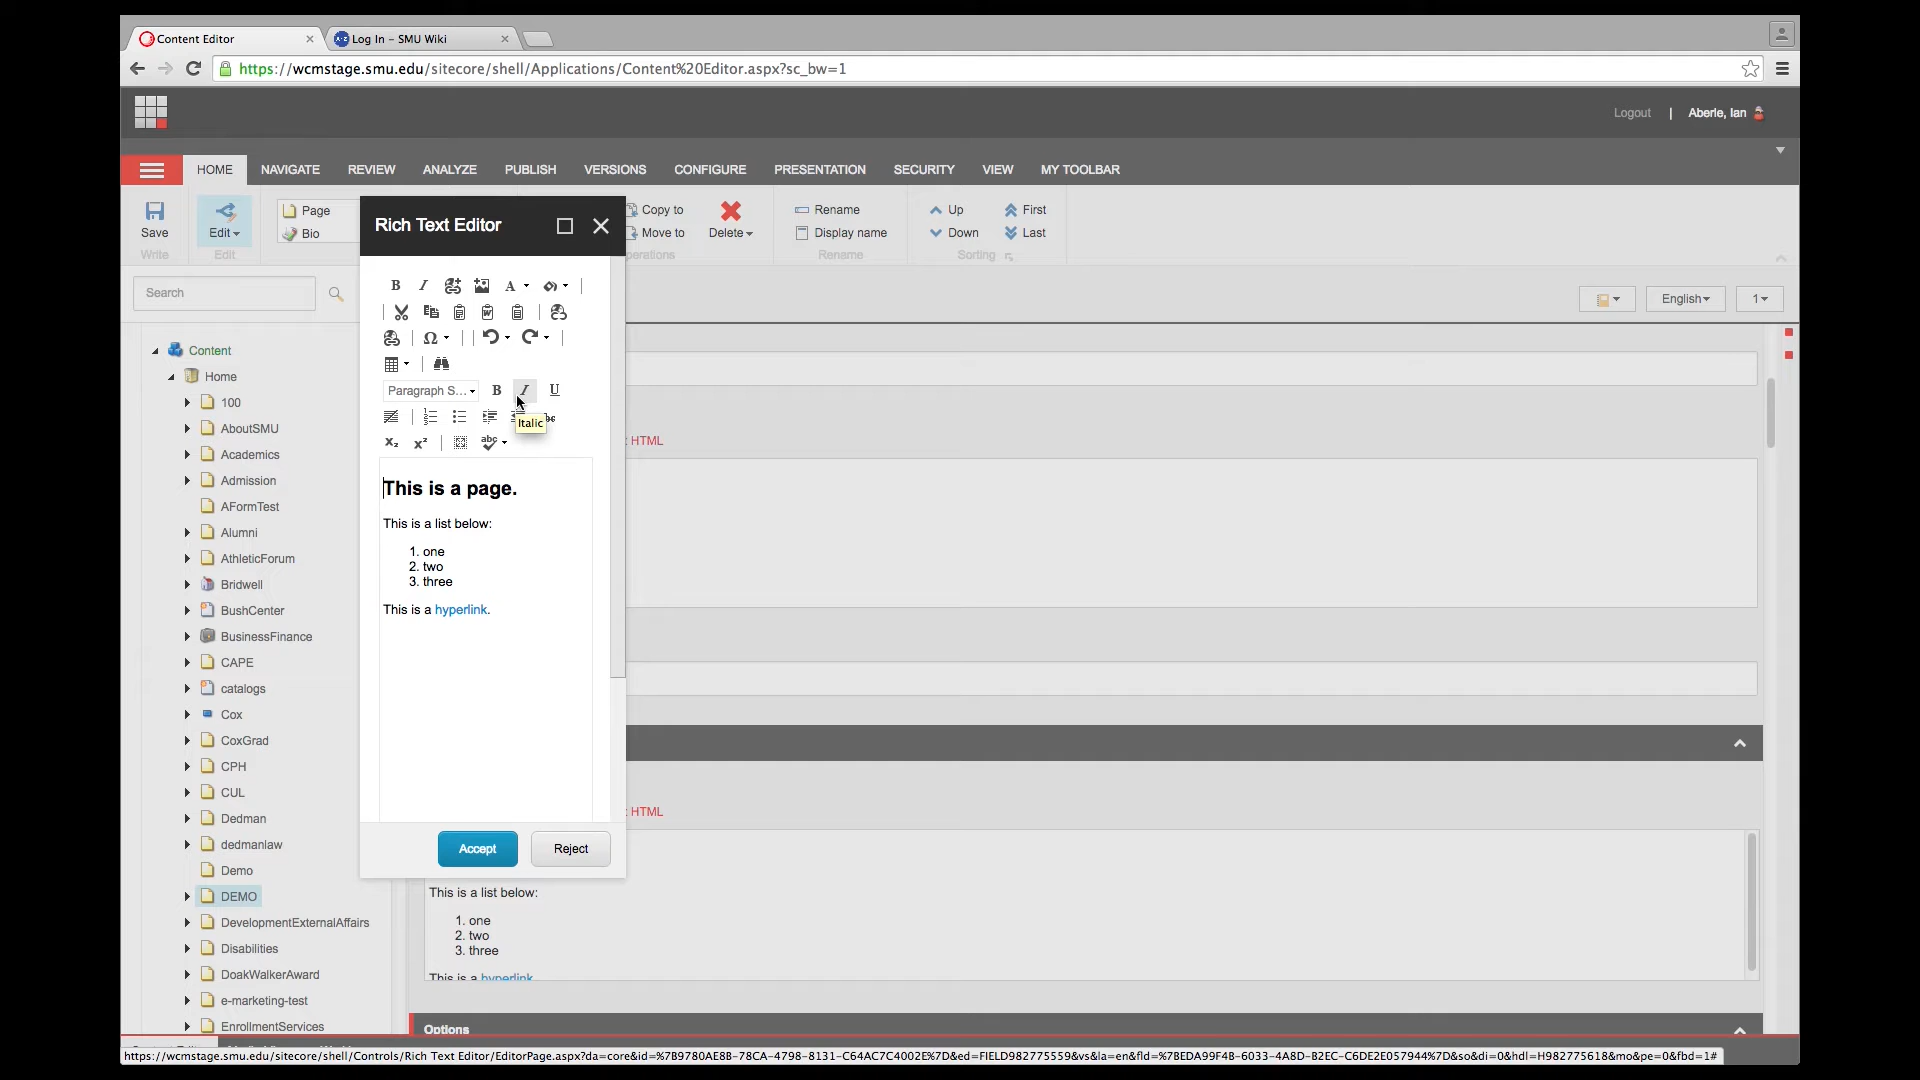 Content Editor
Log In – SMU Wiki
https://wcmstage.smu.edu/sitecore/shell/Applications/Content%20Editor.aspx?sc_bw=1
Logout | Aberle, Ian
HOME NAVIGATE REVIEW ANALYZE PUBLISH VERSIONS CONFIGURE PRESENTATION SECURITY VIEW MY TOOLBAR
Save
Write
Edit
Edit
Page
Bio
Rich Text Editor
Copy to
Move to
Delete
perations
Rename
Display name
Rename
Up
Down
First
Last
Sorting
Search
English
1
Content
Home
100
AboutSMU
Academics
Admission
AFormTest
Alumni
AthleticForum
Bridwell
BushCenter
BusinessFinance
CAPE
catalogs
Cox
CoxGrad
CPH
CUL
Dedman
dedmanlaw
Demo
DEMO
DevelopmentExternalAffairs
Disabilities
DoakWalkerAward
e-marketing-test
EnrollmentServices
B I A
Ω
Paragraph S... B I U
Italic
abc
x₂ x² abc
This is a page.
This is a list below:
1. one
2. two
3. three
This is a hyperlink.
Accept
Reject
HTML
HTML
This is a list below:
1. one
2. two
3. three
This is a hyperlink
Options
https://wcmstage.smu.edu/sitecore/shell/Controls/Rich Text Editor/EditorPage.aspx?da=core&id=%7B9780AE8B-78CA-4798-8131-C64AC7C4002E%7D&ed=FIELD982775559&vs&la=en&fld=%7BEDA99F4B-6033-4A8D-B2EC-C6DE2E057944%7D&so&di=0&hdl=H982775618&mo&pe=0&fbd=1#